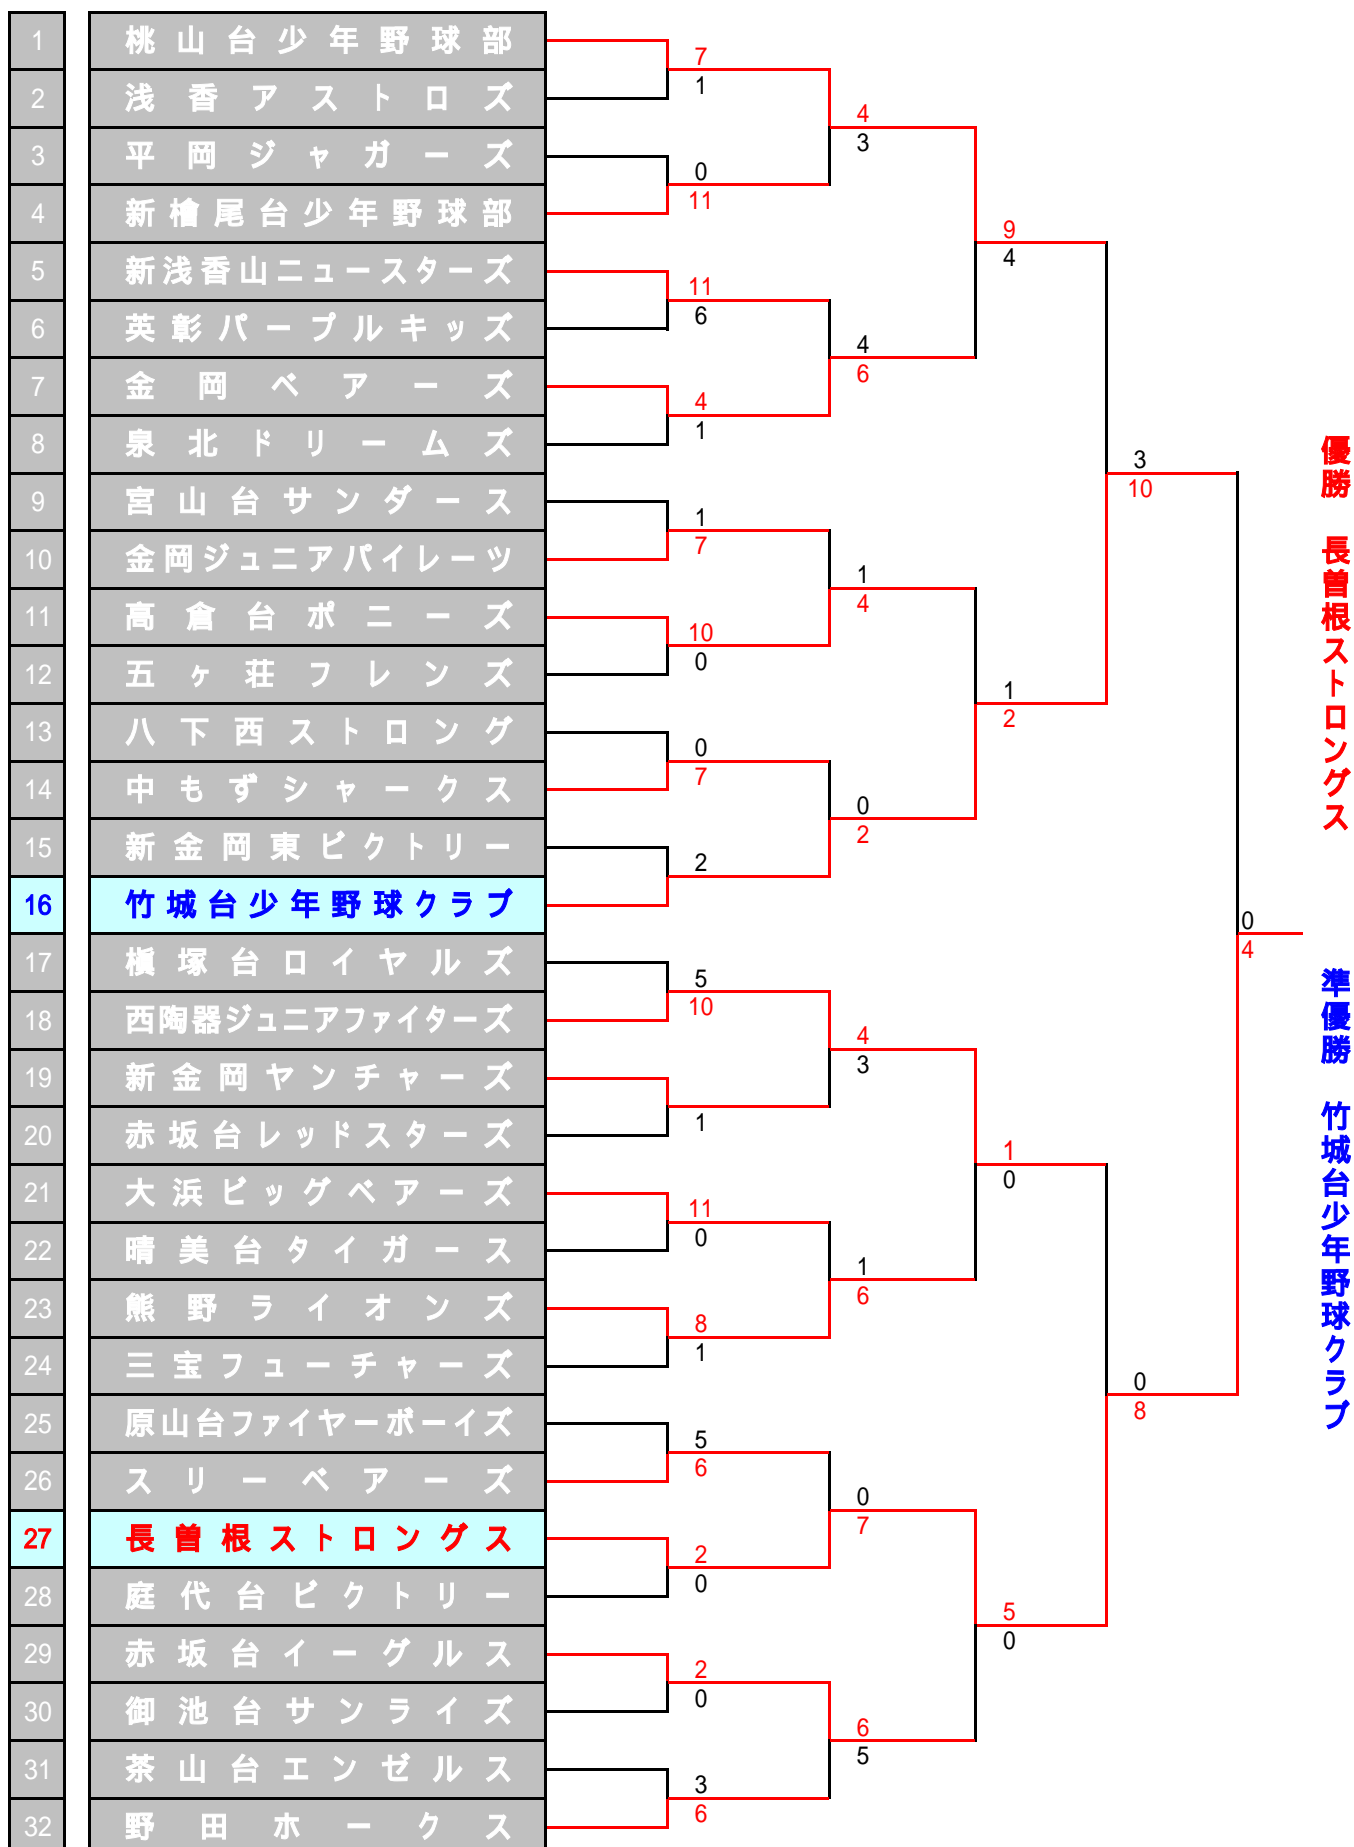 1 桃山台少年野球部
7
2 浅香アストロズ
1
4
3 平岡ジャガーズ
3
0
4 新檜尾台少年野球部
11
9
5 新浅香山ニュースターズ
4
11
6 英彰パープルキッズ
6
4
7 金岡ベアーズ
6
4
8 泉北ドリームズ
1
3
9 宮山台サンダース
10
1
10 金岡ジュニアパイレーツ
7
1
11 高倉台ポニーズ
4
10
12 五ヶ荘フレンズ
0
1
13 八下西ストロング
2
0
14 中もずシャークス
7
0
15 新金岡東ビクトリー
2
2
16 竹城台少年野球クラブ
0
4
17 槇塚台ロイヤルズ
5
18 西陶器ジュニアファイターズ
10
4
19 新金岡ヤンチャーズ
3
20 赤坂台レッドスターズ
1
1
21 大浜ビッグベアーズ
0
11
22 晴美台タイガース
0
1
23 熊野ライオンズ
6
8
24 三宝フューチャーズ
1
0
25 原山台ファイヤーボーイズ
8
5
26 スリーベアーズ
6
0
27 長曽根ストロングス
7
2
28 庭代台ビクトリー
0
5
29 赤坂台イーグルス
0
2
30 御池台サンライズ
0
6
31 茶山台エンゼルス
5
3
32 野田ホークス
6
優勝 長曽根ストロングス
準優勝 竹城台少年野球クラブ